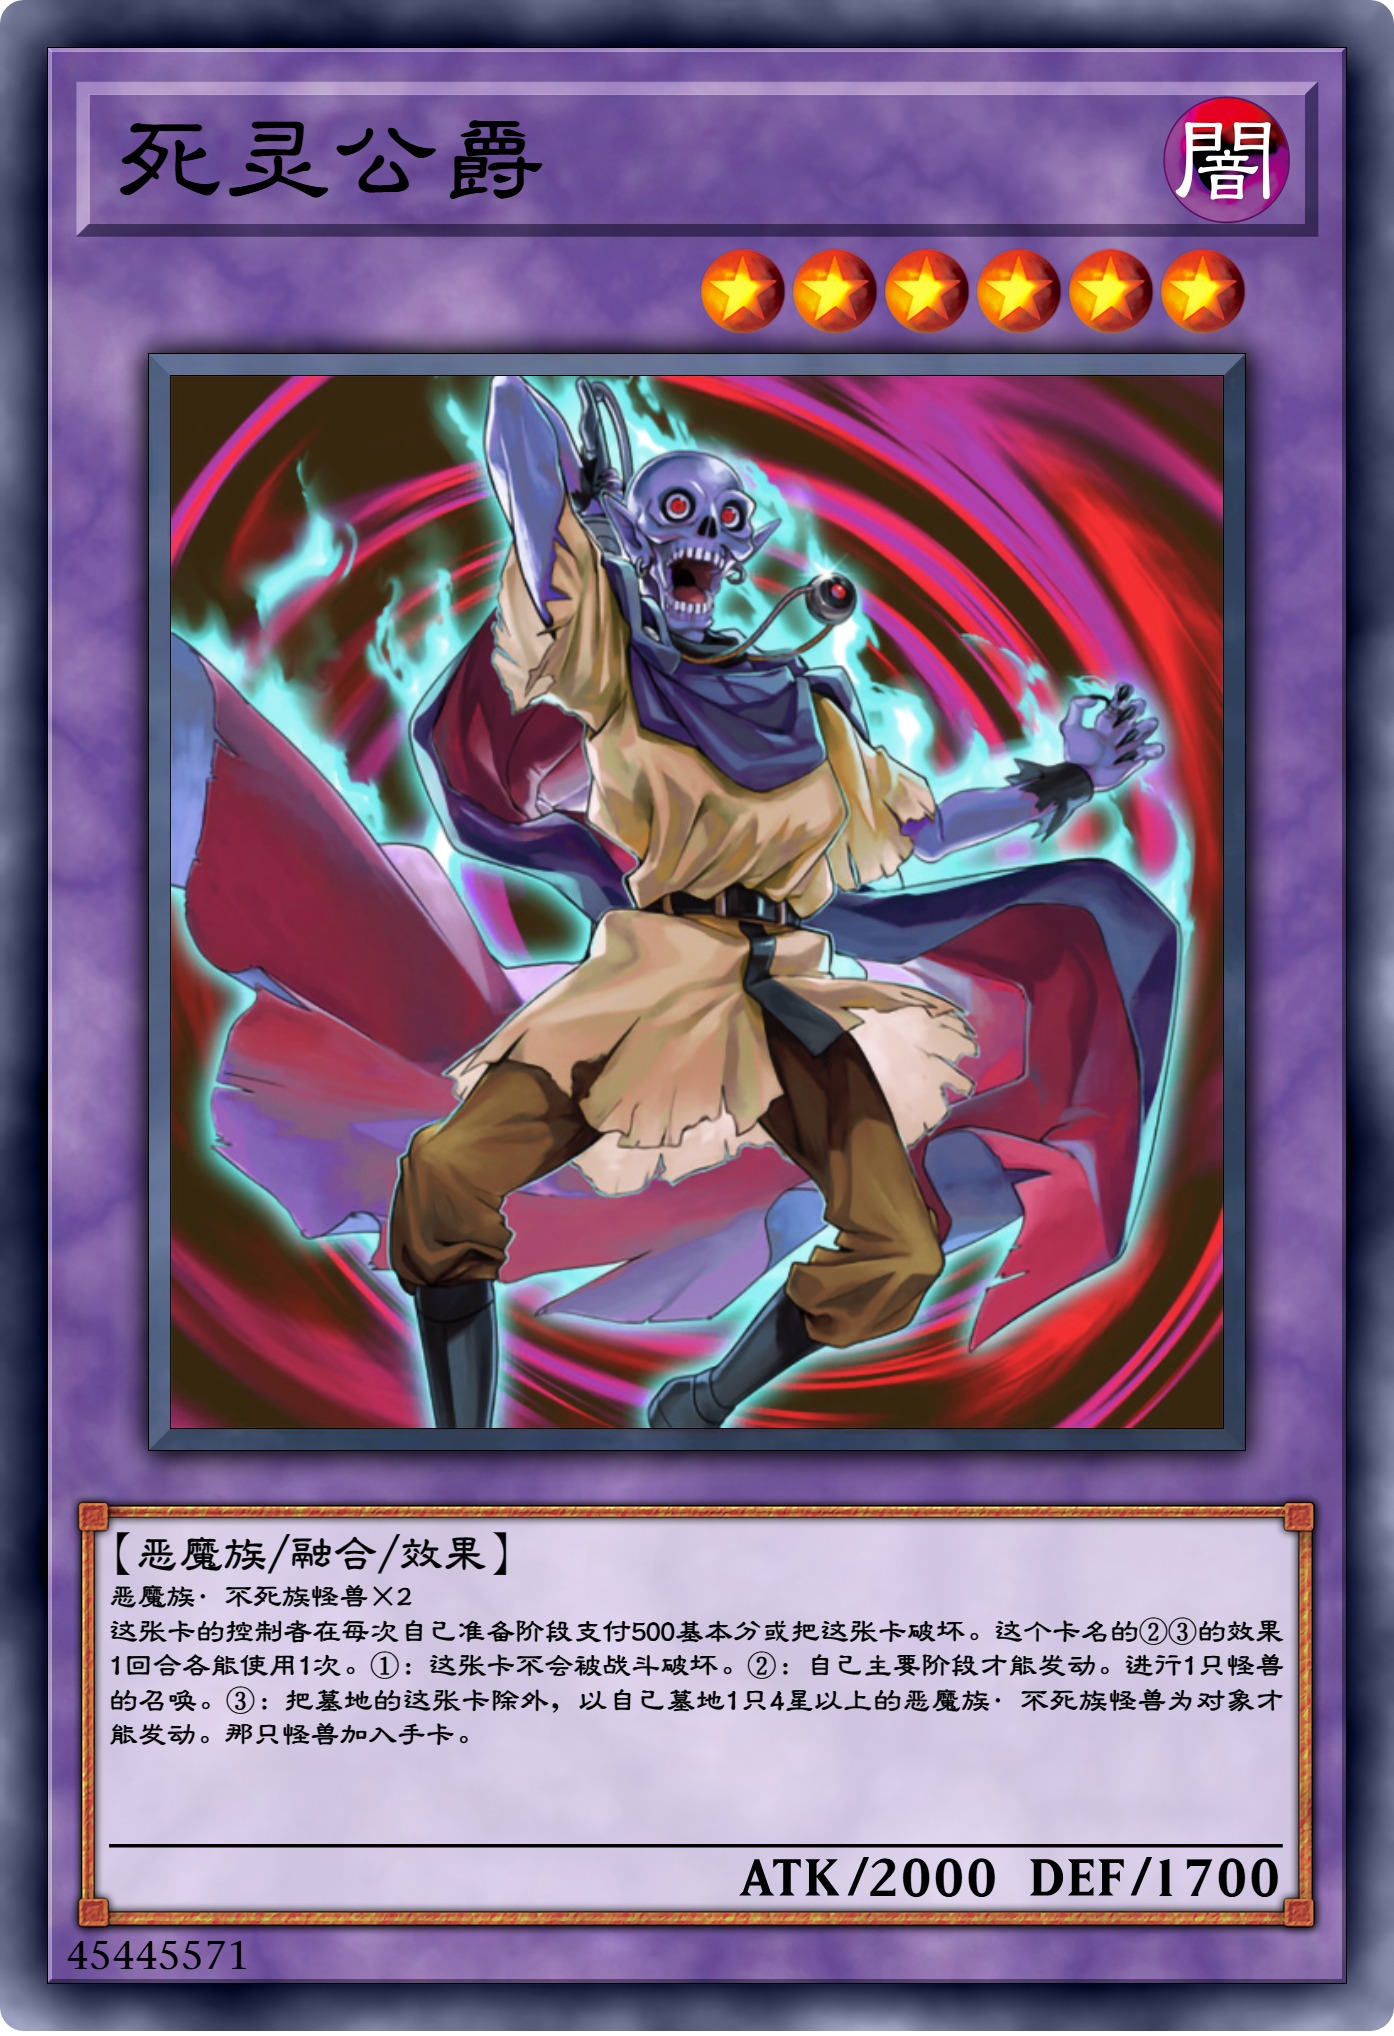 死灵公爵
闇
【恶魔族/融合/效果】
恶魔族·不死族怪兽×2
这张卡的控制者在每次自己准备阶段支付500基本分或把这张卡破坏。这个卡名的②③的效果
1回合各能使用1次。①：这张卡不会被战斗破坏。②：自己主要阶段才能发动。进行1只怪兽
的召唤。③：把墓地的这张卡除外，以自己墓地1只4星以上的恶魔族·不死族怪兽为对象才
能发动。那只怪兽加入手卡。
ATK/2000 DEF/1700
45445571